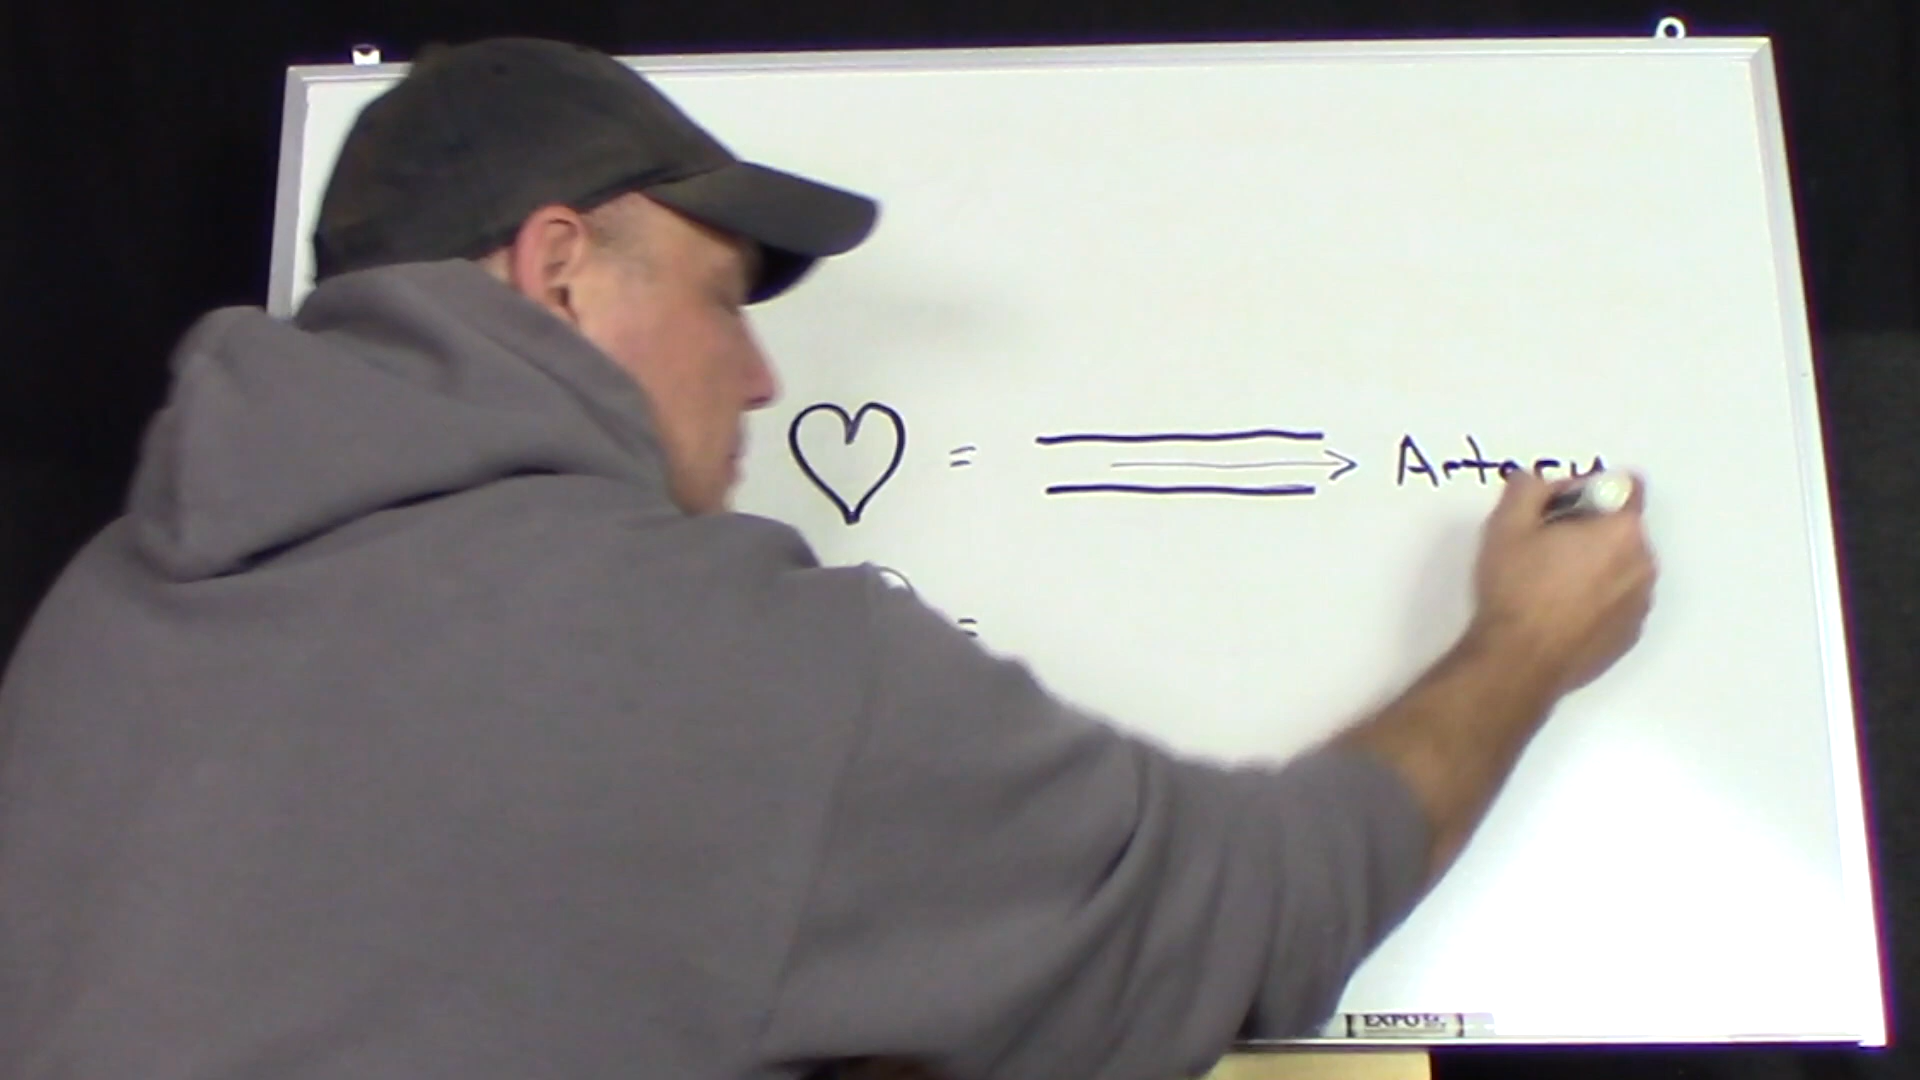 = Artery
=
EXPO